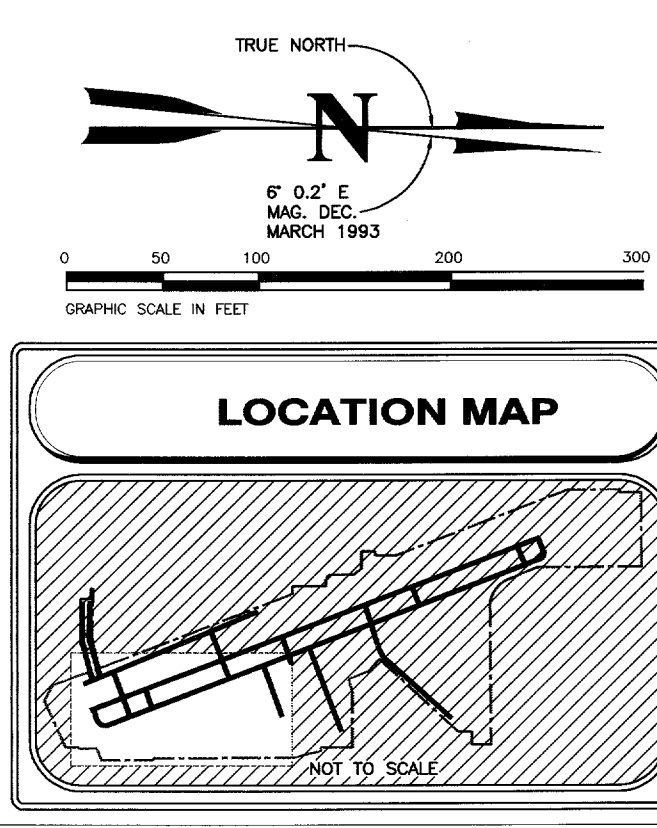 TRUE NORTH
N
6° 0.2' E
MAG. DEC.
MARCH 1993
0 50 100 200 300
GRAPHIC SCALE IN FEET
LOCATION MAP
NOT TO SCALE